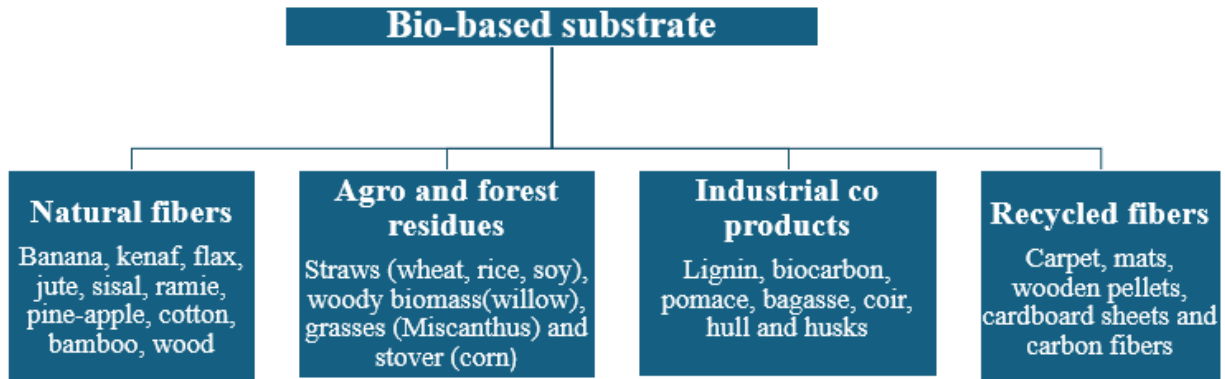 Bio-based substrate
Natural fibers
Banana, kenaf, flax,
jute, sisal, ramie,
pine-apple, cotton,
bamboo, wood
Agro and forest
residues
Straws (wheat, rice, soy),
woody biomass(willow),
grasses (Miscanthus) and
stover (corn)
Industrial co
products
Lignin, biocarbon,
pomace, bagasse, coir,
hull and husks
Recycled fibers
Carpet, mats,
wooden pellets,
cardboard sheets and
carbon fibers